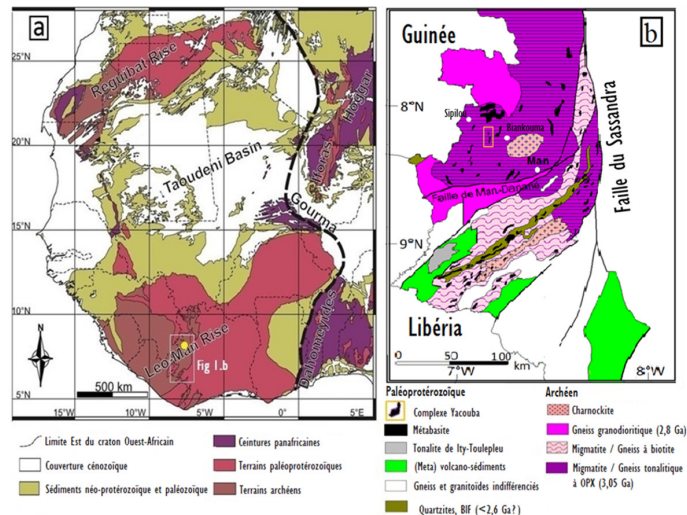 a
25°N
20°N
15°N
10°N
5°N
15°W
10°W
5°W
0°
5°E
Reguibat Rise
Taoudeni Basin
Hoggar
Gourma
Leo-Man Rise
Dahomeyides
Fig 1.b
N
500 km
Limite Est du craton Ouest-Africain
Couverture cénozoïque
Sédiments néo-protérozoïque et paléozoïque
Ceintures panafricaines
Terrains paléoprotérozoïques
Terrains archéens
b
Guinée
8°N
Sipilou
Biankouma
Man
Faille de Man-Danané
Faille du Sassandra
9°N
Libéria
0
50
100
km
7°W
8°W
Paléoprotérozoïque
Complexe Yacouba
Métabasite
Tonalite de Ity-Toulepleu
(Meta) volcano-sédiments
Gneiss et granitoïdes indifférenciés
Quartzites, BIF (<2,6 Ga?)
Archéen
Charnockite
Gneiss granodioritique (2,8 Ga)
Migmatite / Gneiss à biotite
Migmatite / Gneiss tonalitique
à OPX (3,05 Ga)